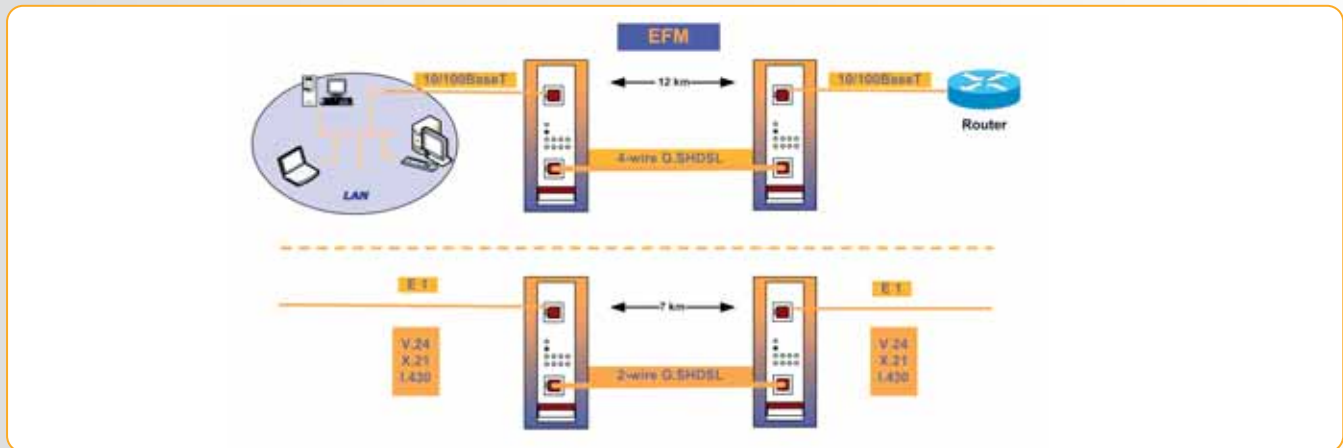 EFM
10/100BaseT
12 km
10/100BaseT
Router
4-wire G.SHDSL
LAN
E 1
7 km
E 1
V.24
X.21
I.430
V.24
X.21
I.430
2-wire G.SHDSL